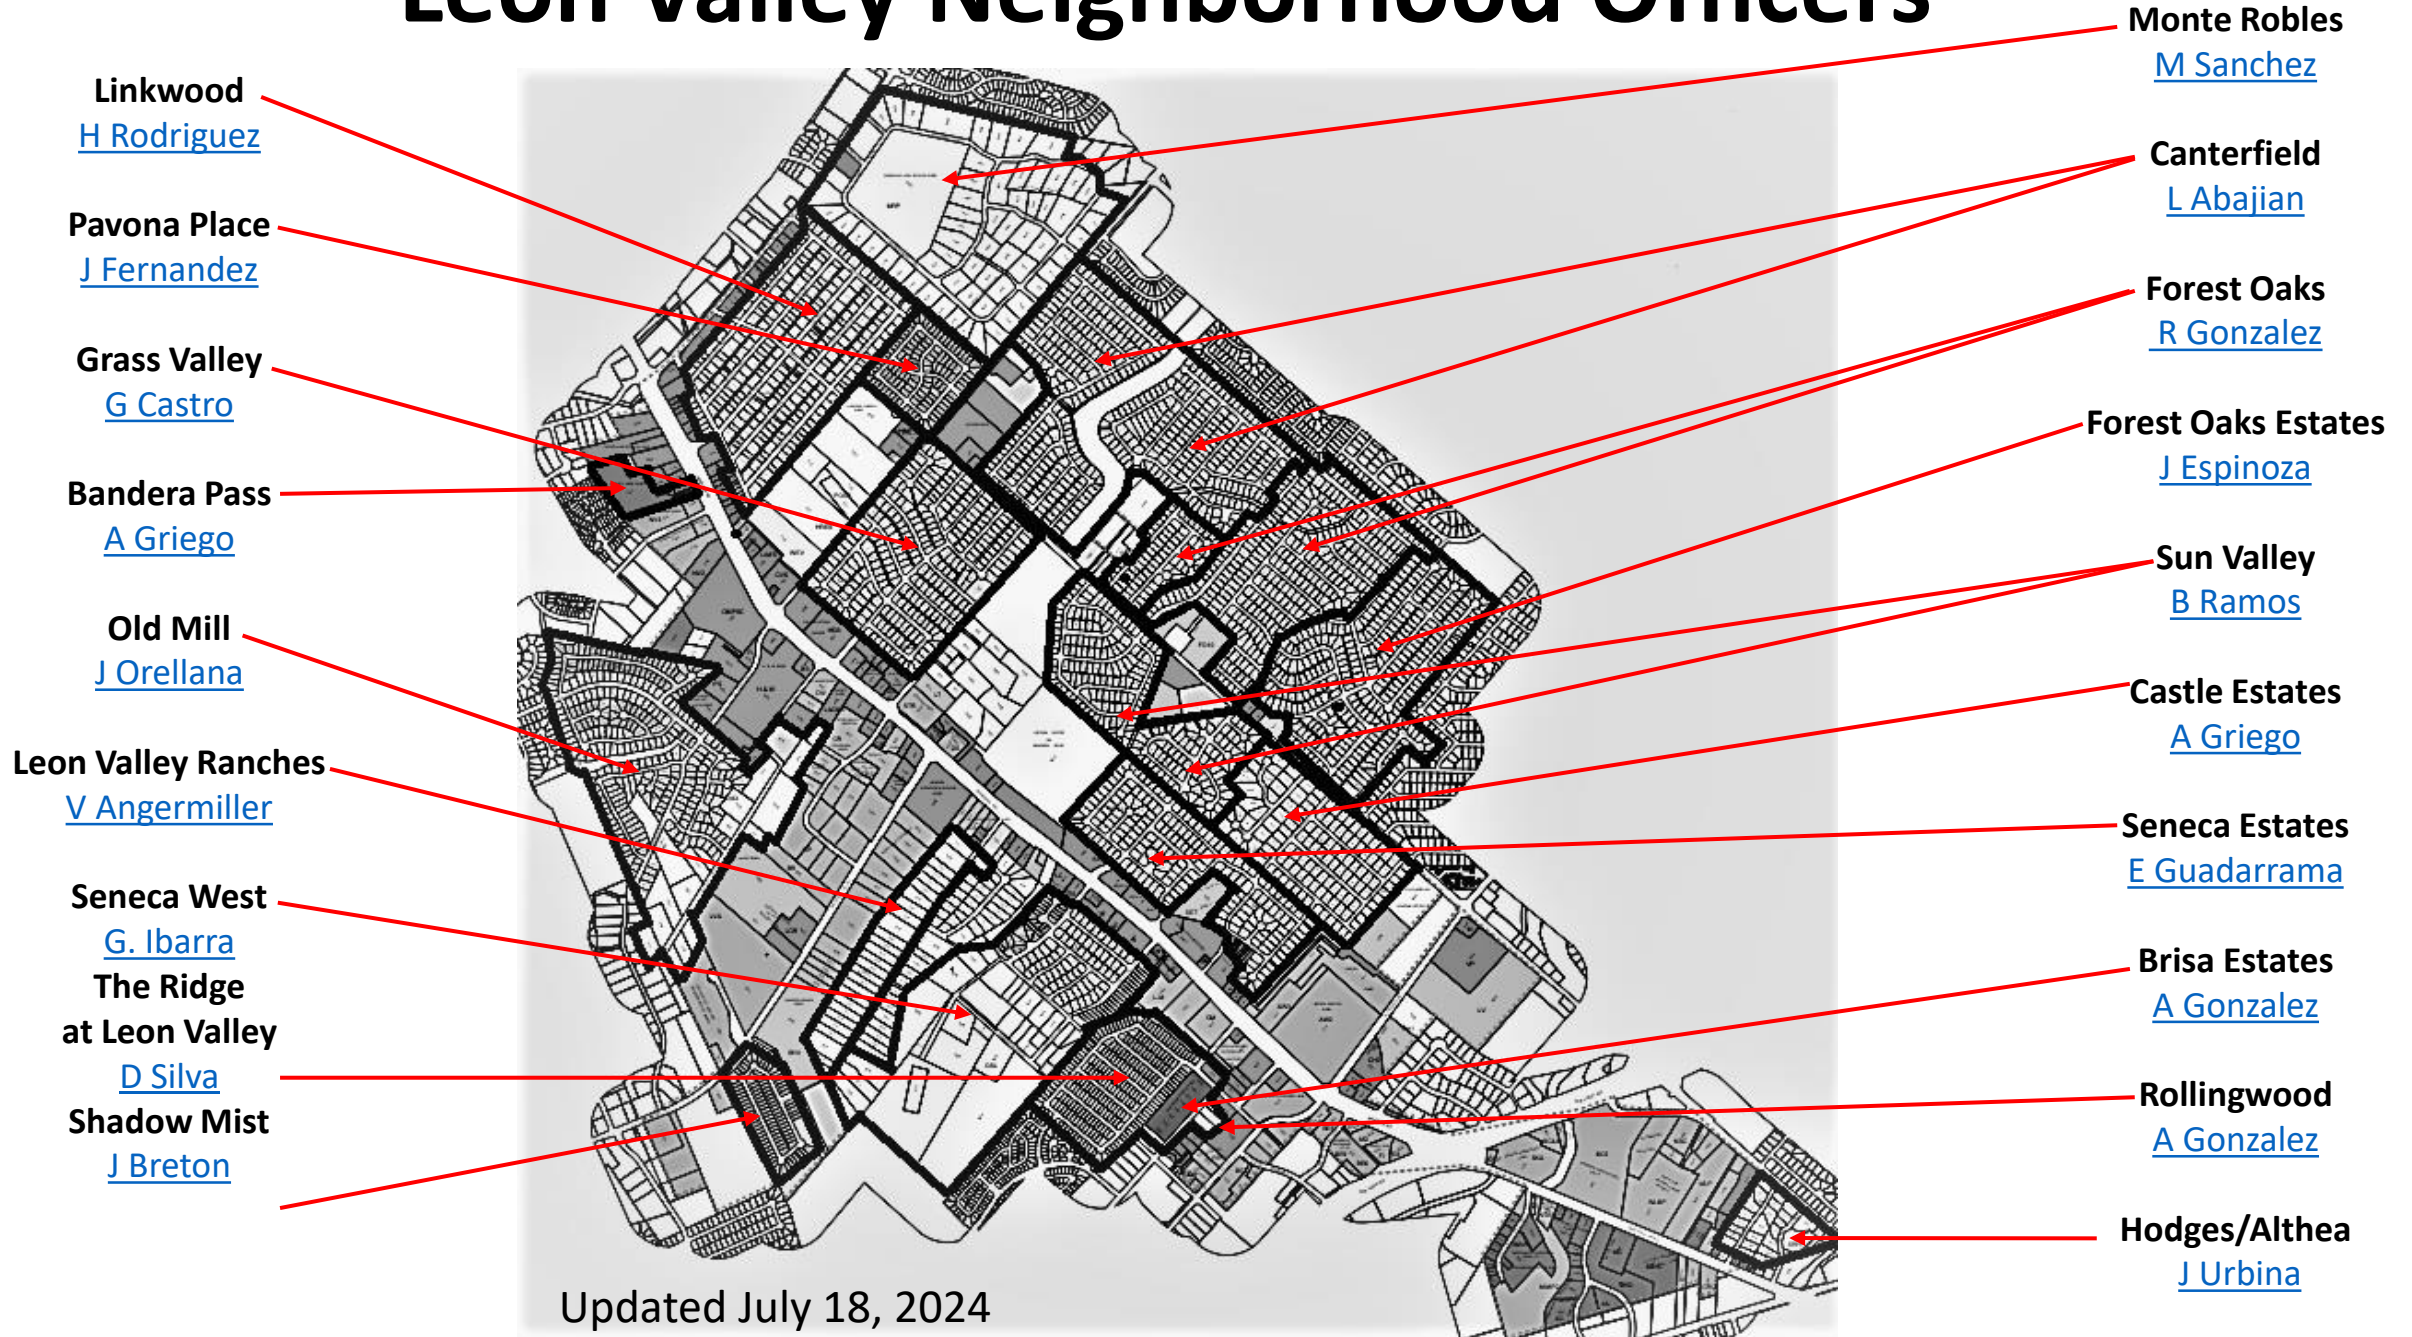 Leon Valley Neighborhood Officers
Linkwood
H Rodriguez
Pavona Place
J Fernandez
Grass Valley
G Castro
Bandera Pass
A Griego
Old Mill
J Orellana
Leon Valley Ranches
V Angermiller
Seneca West
G. Ibarra
The Ridge
at Leon Valley
D Silva
Shadow Mist
J Breton
Monte Robles
M Sanchez
Canterfield
L Abajian
Forest Oaks
R Gonzalez
Forest Oaks Estates
J Espinoza
Sun Valley
B Ramos
Castle Estates
A Griego
Seneca Estates
E Guadarrama
Brisa Estates
A Gonzalez
Rollingwood
A Gonzalez
Hodges/Althea
J Urbina
Updated July 18, 2024